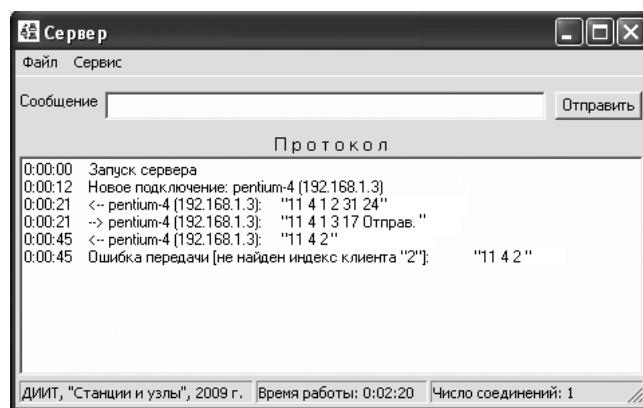 Сервер
Файл Сервис
Сообщение Отправить
Протокол
0:00:00 Запуск сервера
0:00:12 Новое подключение: pentium-4 (192.168.1.3)
0:00:21 <-- pentium-4 (192.168.1.3): "11 4 1 2 31 24"
0:00:21 --> pentium-4 (192.168.1.3): "11 4 1 3 17 Отправ. "
0:00:45 <-- pentium-4 (192.168.1.3): "11 4 2"
0:00:45 Ошибка передачи [не найден индекс клиента "2"]: "11 4 2 "
ДИИТ, "Станции и узлы", 2009 г. Время работы: 0:02:20 Число соединений: 1